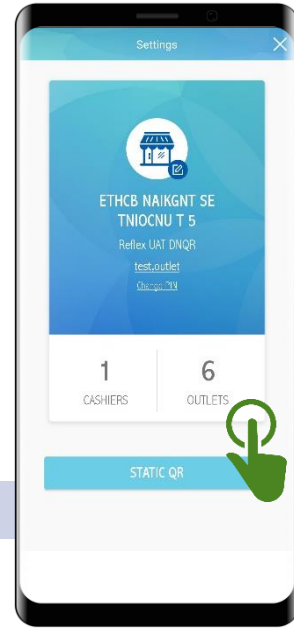 Settings
ETHCB NAIKGNT SE
TNIOCNU T 5
Reflex UAT DNQR
test.outlet
Change PIN
1
6
CASHIERS
OUTLETS
STATIC QR